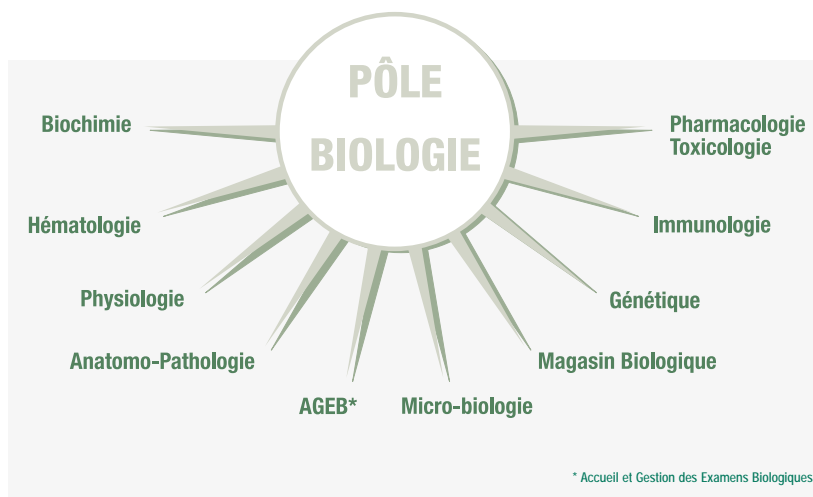 PÔLE
BIOLOGIE
Biochimie
Pharmacologie
Toxicologie
Hématologie
Immunologie
Physiologie
Génétique
Anatomo-Pathologie
Magasin Biologique
AGEB*
Micro-biologie
* Accueil et Gestion des Examens Biologiques